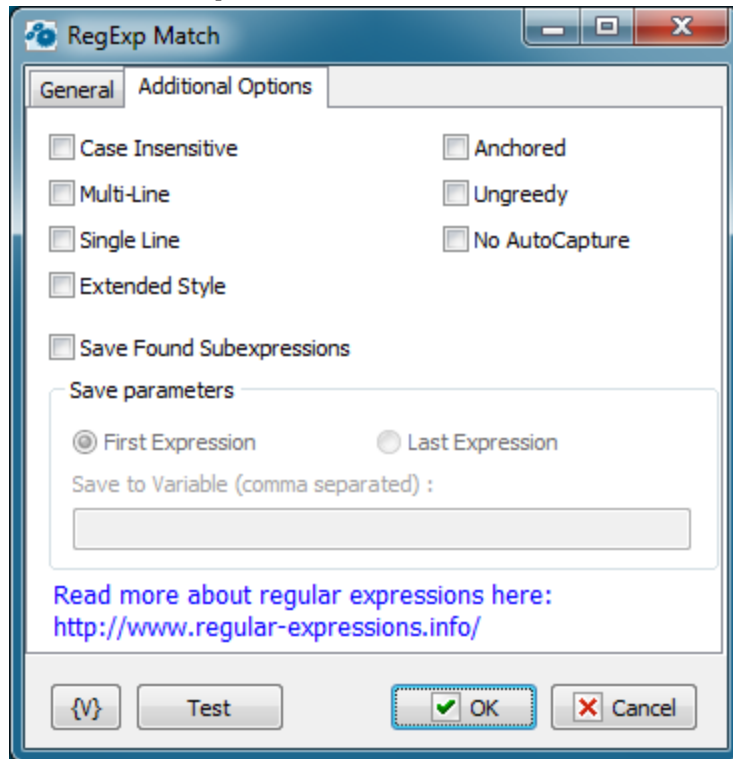 RegExp Match
General Additional Options
Case Insensitive Anchored
Multi-Line Ungreedy
Single Line No AutoCapture
Extended Style
Save Found Subexpressions
Save parameters
First Expression Last Expression
Save to Variable (comma separated) :
Read more about regular expressions here:
http://www.regular-expressions.info/
{V} Test OK Cancel